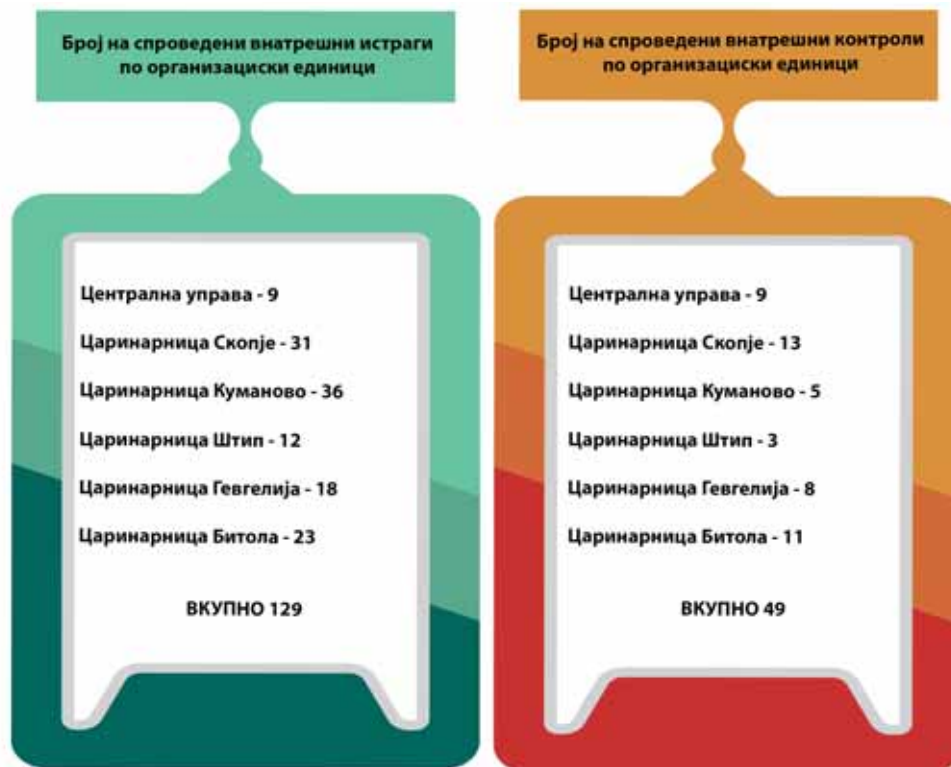 Број на спроведени внатрешни истраги
по организациски единици
Централна управа - 9
Царинарница Скопје - 31
Царинарница Куманово - 36
Царинарница Штип - 12
Царинарница Гевгелија - 18
Царинарница Битола - 23
ВКУПНО 129
Број на спроведени внатрешни контроли
по организациски единици
Централна управа - 9
Царинарница Скопје - 13
Царинарница Куманово - 5
Царинарница Штип - 3
Царинарница Гевгелија - 8
Царинарница Битола - 11
ВКУПНО 49